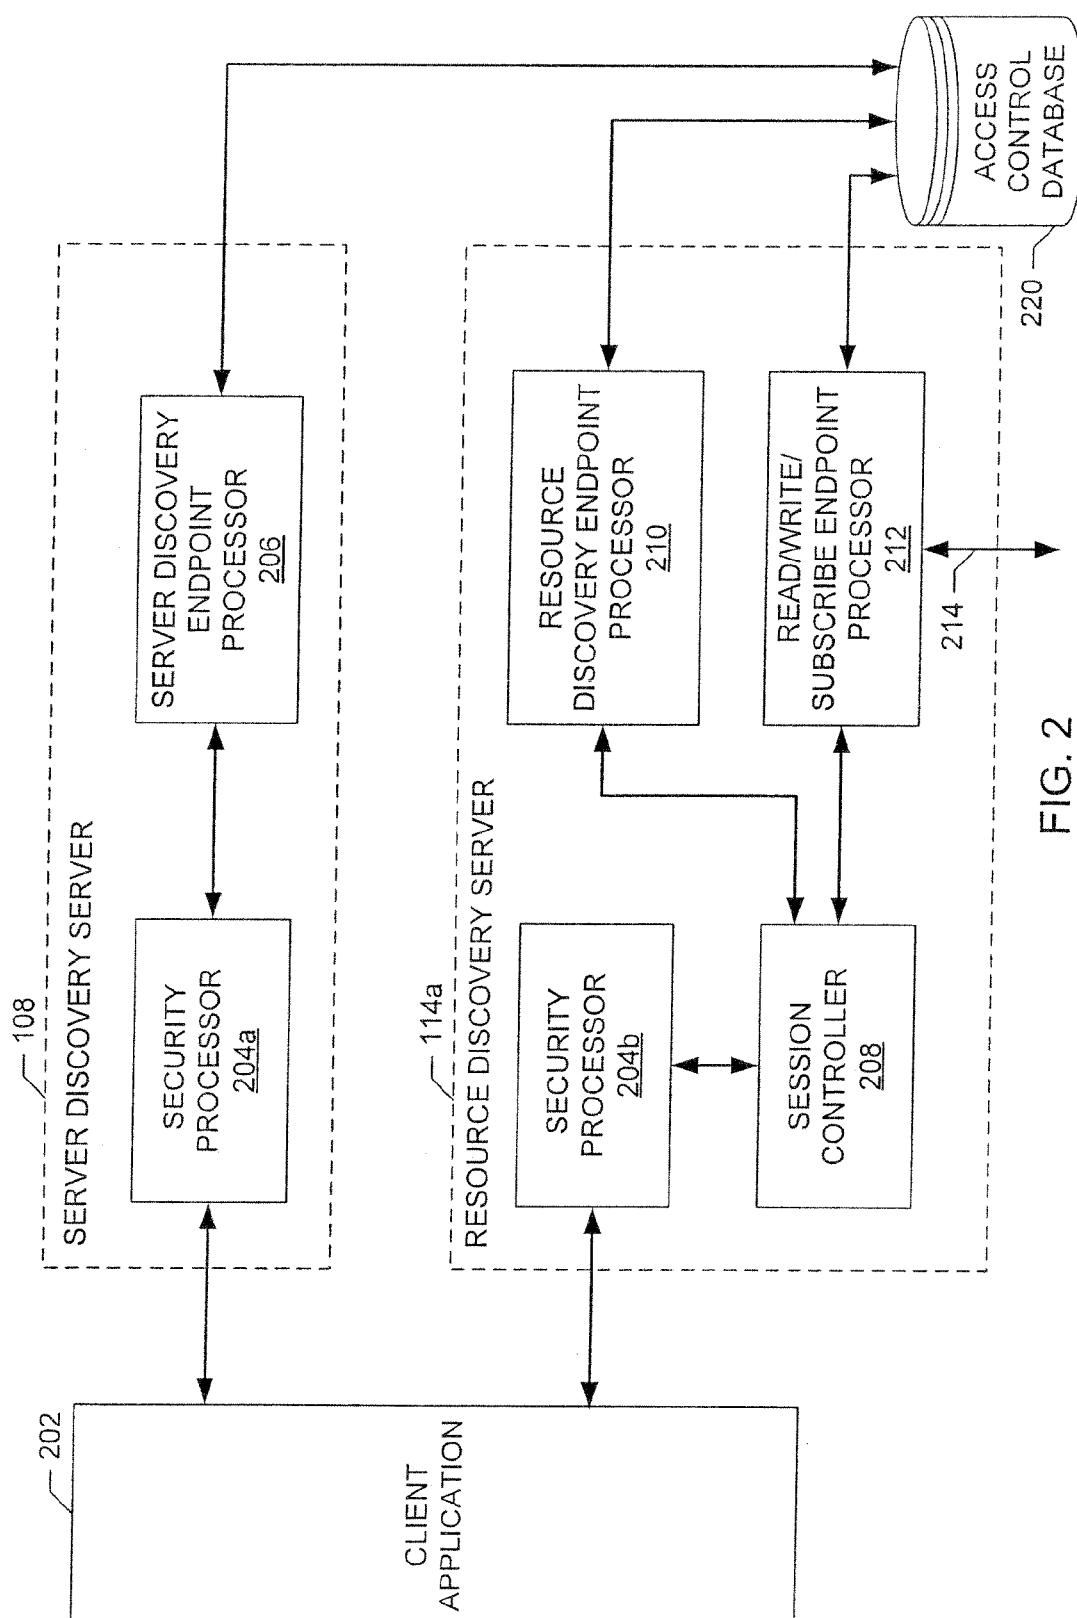 202
CLIENT
APPLICATION
108
SERVER DISCOVERY SERVER
SECURITY
PROCESSOR
204a
SERVER DISCOVERY
ENDPOINT
PROCESSOR
206
114a
RESOURCE DISCOVERY SERVER
SECURITY
PROCESSOR
204b
SESSION
CONTROLLER
208
RESOURCE
DISCOVERY ENDPOINT
PROCESSOR
210
READ/WRITE/
SUBSCRIBE ENDPOINT
PROCESSOR
212
214
220
ACCESS
CONTROL
DATABASE
FIG. 2